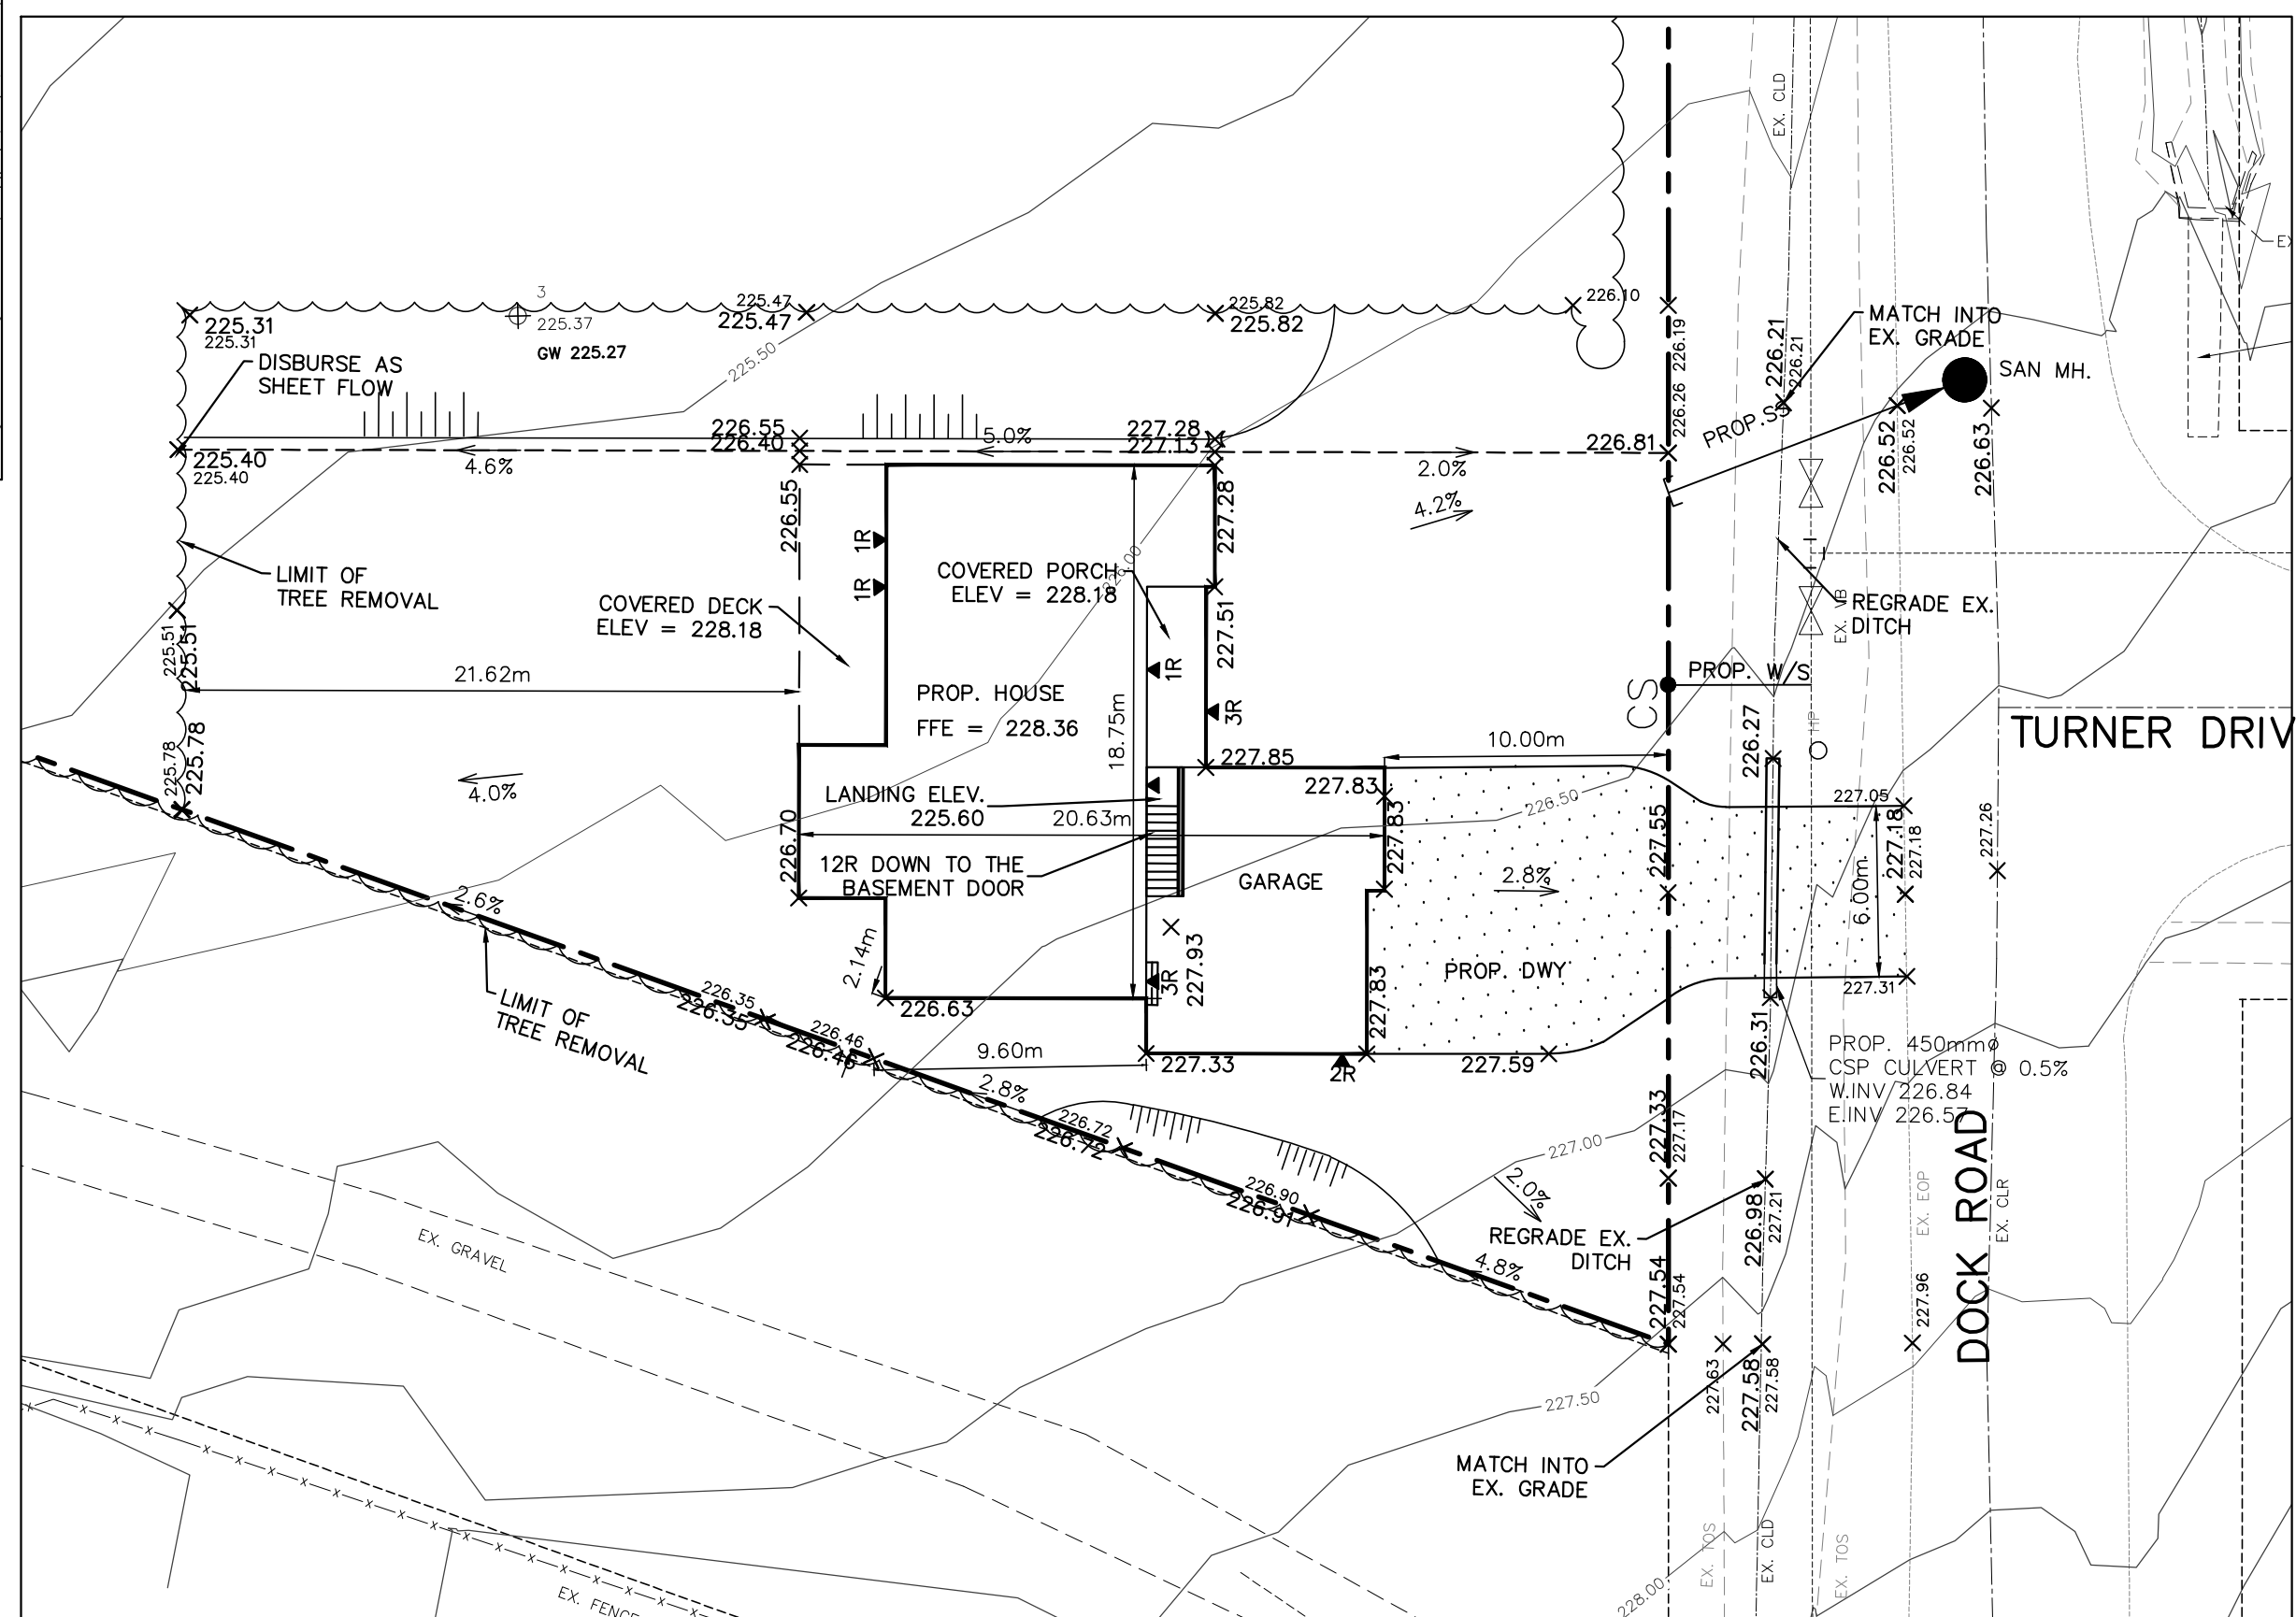 EX. CLD
3
225.37
GW 225.27
225.31
225.31
225.47
225.47
225.82
225.82
226.10
226.19
226.26
226.21
226.21
MATCH INTO
EX. GRADE
SAN MH.
DISBURSE AS
SHEET FLOW
225.50
226.55
226.40
227.28
227.13
5.0%
4.6%
2.0%
4.2%
226.81
PROP.SS
226.52
226.52
226.63
225.40
225.40
226.55
227.28
1R
1R
COVERED PORCH
ELEV = 228.18
226.00
LIMIT OF
TREE REMOVAL
COVERED DECK
ELEV = 228.18
227.51
EX. VB
REGRADE EX.
DITCH
225.51
225.51
21.62m
PROP. HOUSE
FFE = 228.36
18.75m
1R
3R
CS
PROP. W/S
HP
TURNER DRIV
225.78
225.78
4.0%
10.00m
226.27
227.85
227.83
LANDING ELEV.
225.60
20.63m
226.50
227.05
226.70
227.83
227.55
227.18
227.18
227.26
12R DOWN TO THE
BASEMENT DOOR
GARAGE
2.8%
6.00m
2.6%
2.14m
3R
227.93
227.83
PROP. DWY
227.31
LIMIT OF
TREE REMOVAL
226.35
226.35
226.46
226.46
226.63
9.60m
227.33
2R
227.59
226.31
PROP. 450mmø
CSP CULVERT @ 0.5%
W.INV 226.84
E.INV 226.57
2.8%
226.72
226.72
227.00
227.33
227.17
226.90
226.91
2.0%
REGRADE EX.
DITCH
226.98
227.21
EX. EOP
DOCK ROAD
EX. CLR
EX. GRAVEL
4.8%
227.54
227.54
227.96
227.63
227.58
227.58
227.50
MATCH INTO
EX. GRADE
EX. TOS
EX. CLD
EX. TOS
228.00
EX. FENCE